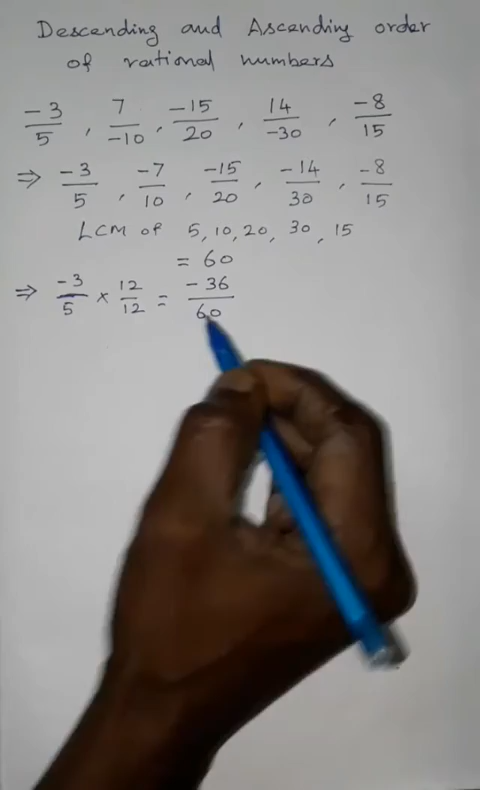 Descending and Ascending order
of rational numbers
-3/5 , 7/-10 , -15/20 , 14/-30 , -8/15
⇒ -3/5 , -7/10 , -15/20 , -14/30 , -8/15
LCM of 5, 10, 20, 30, 15
= 60
⇒ -3/5 × 12/12 = -36/60